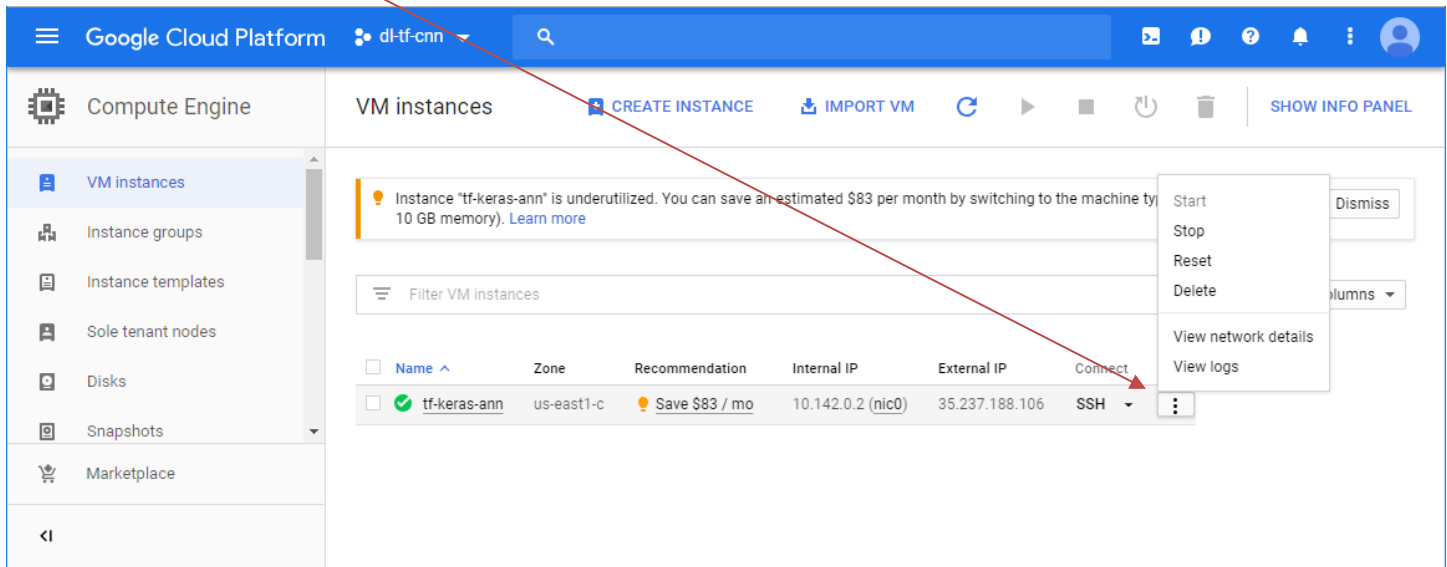 Google Cloud Platform
dl-tf-cnn
Compute Engine
VM instances
CREATE INSTANCE
IMPORT VM
SHOW INFO PANEL
VM instances
Instance groups
Instance templates
Sole tenant nodes
Disks
Snapshots
Marketplace
Instance "tf-keras-ann" is underutilized. You can save an estimated $83 per month by switching to the machine
10 GB memory). Learn more
Dismiss
Filter VM instances
Name Zone Recommendation Internal IP External IP Connect
tf-keras-ann us-east1-c Save $83 / mo 10.142.0.2 (nic0) 35.237.188.106 SSH
Start
Stop
Reset
Delete
View network details
View logs